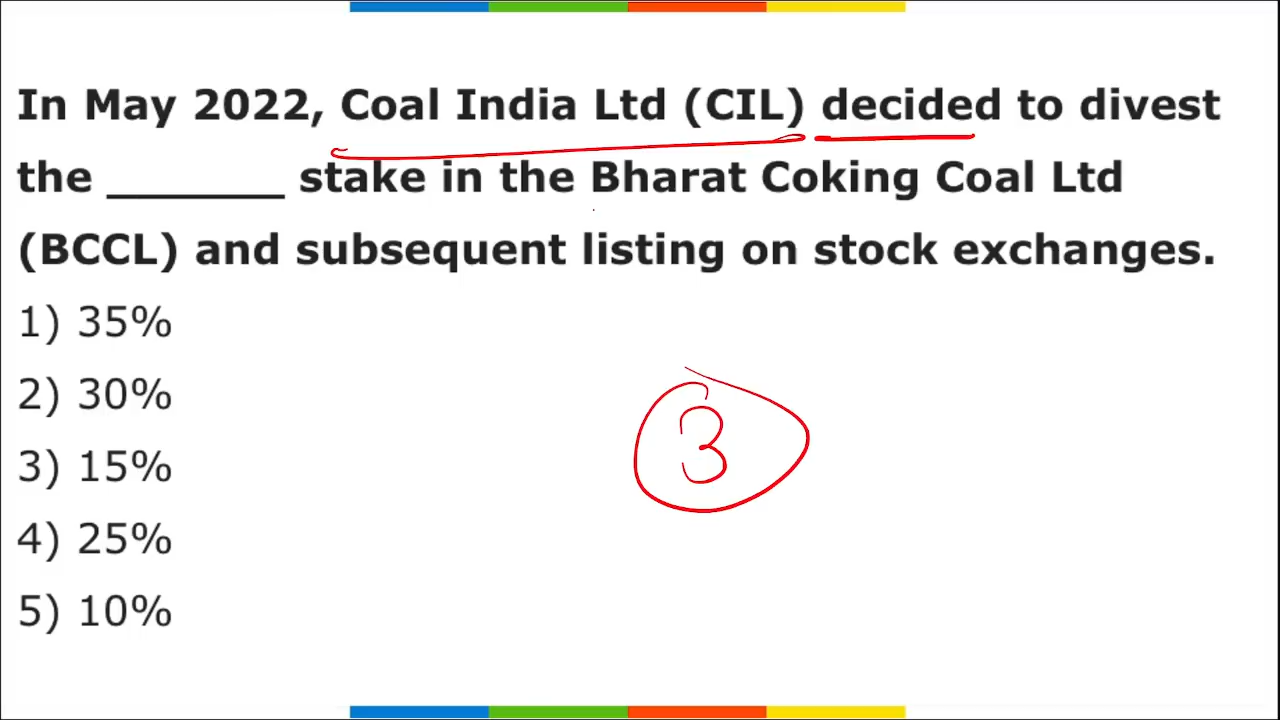 In May 2022, Coal India Ltd (CIL) decided to divest
the _______ stake in the Bharat Coking Coal Ltd
(BCCL) and subsequent listing on stock exchanges.
1) 35%
2) 30%
3
3) 15%
4) 25%
5) 10%